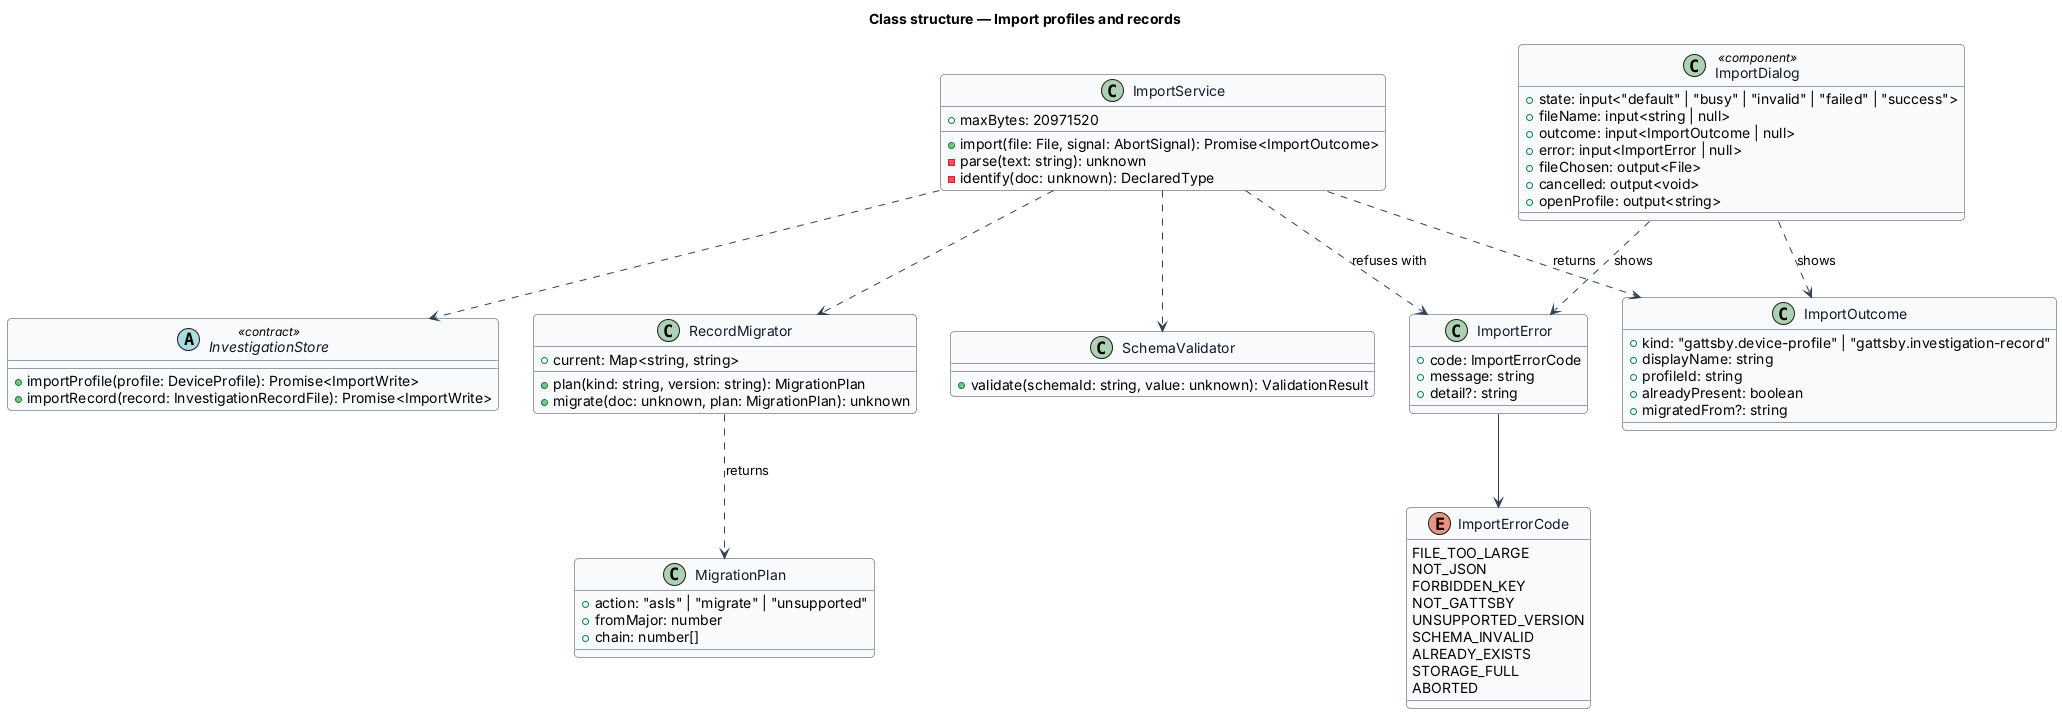 Class structure — Import profiles and records
C ImportService
maxBytes: 20971520
import(file: File, signal: AbortSignal): Promise<ImportOutcome>
parse(text: string): unknown
identify(doc: unknown): DeclaredType
C «component»
ImportDialog
state: input<"default" | "busy" | "invalid" | "failed" | "success">
fileName: input<string | null>
outcome: input<ImportOutcome | null>
error: input<ImportError | null>
fileChosen: output<File>
cancelled: output<void>
openProfile: output<string>
refuses with
returns
shows
shows
A «contract»
InvestigationStore
importProfile(profile: DeviceProfile): Promise<ImportWrite>
importRecord(record: InvestigationRecordFile): Promise<ImportWrite>
C RecordMigrator
current: Map<string, string>
plan(kind: string, version: string): MigrationPlan
migrate(doc: unknown, plan: MigrationPlan): unknown
C SchemaValidator
validate(schemaId: string, value: unknown): ValidationResult
C ImportError
code: ImportErrorCode
message: string
detail?: string
C ImportOutcome
kind: "gattsby.device-profile" | "gattsby.investigation-record"
displayName: string
profileId: string
alreadyPresent: boolean
migratedFrom?: string
returns
C MigrationPlan
action: "asIs" | "migrate" | "unsupported"
fromMajor: number
chain: number[]
E ImportErrorCode
FILE_TOO_LARGE
NOT_JSON
FORBIDDEN_KEY
NOT_GATTSBY
UNSUPPORTED_VERSION
SCHEMA_INVALID
ALREADY_EXISTS
STORAGE_FULL
ABORTED